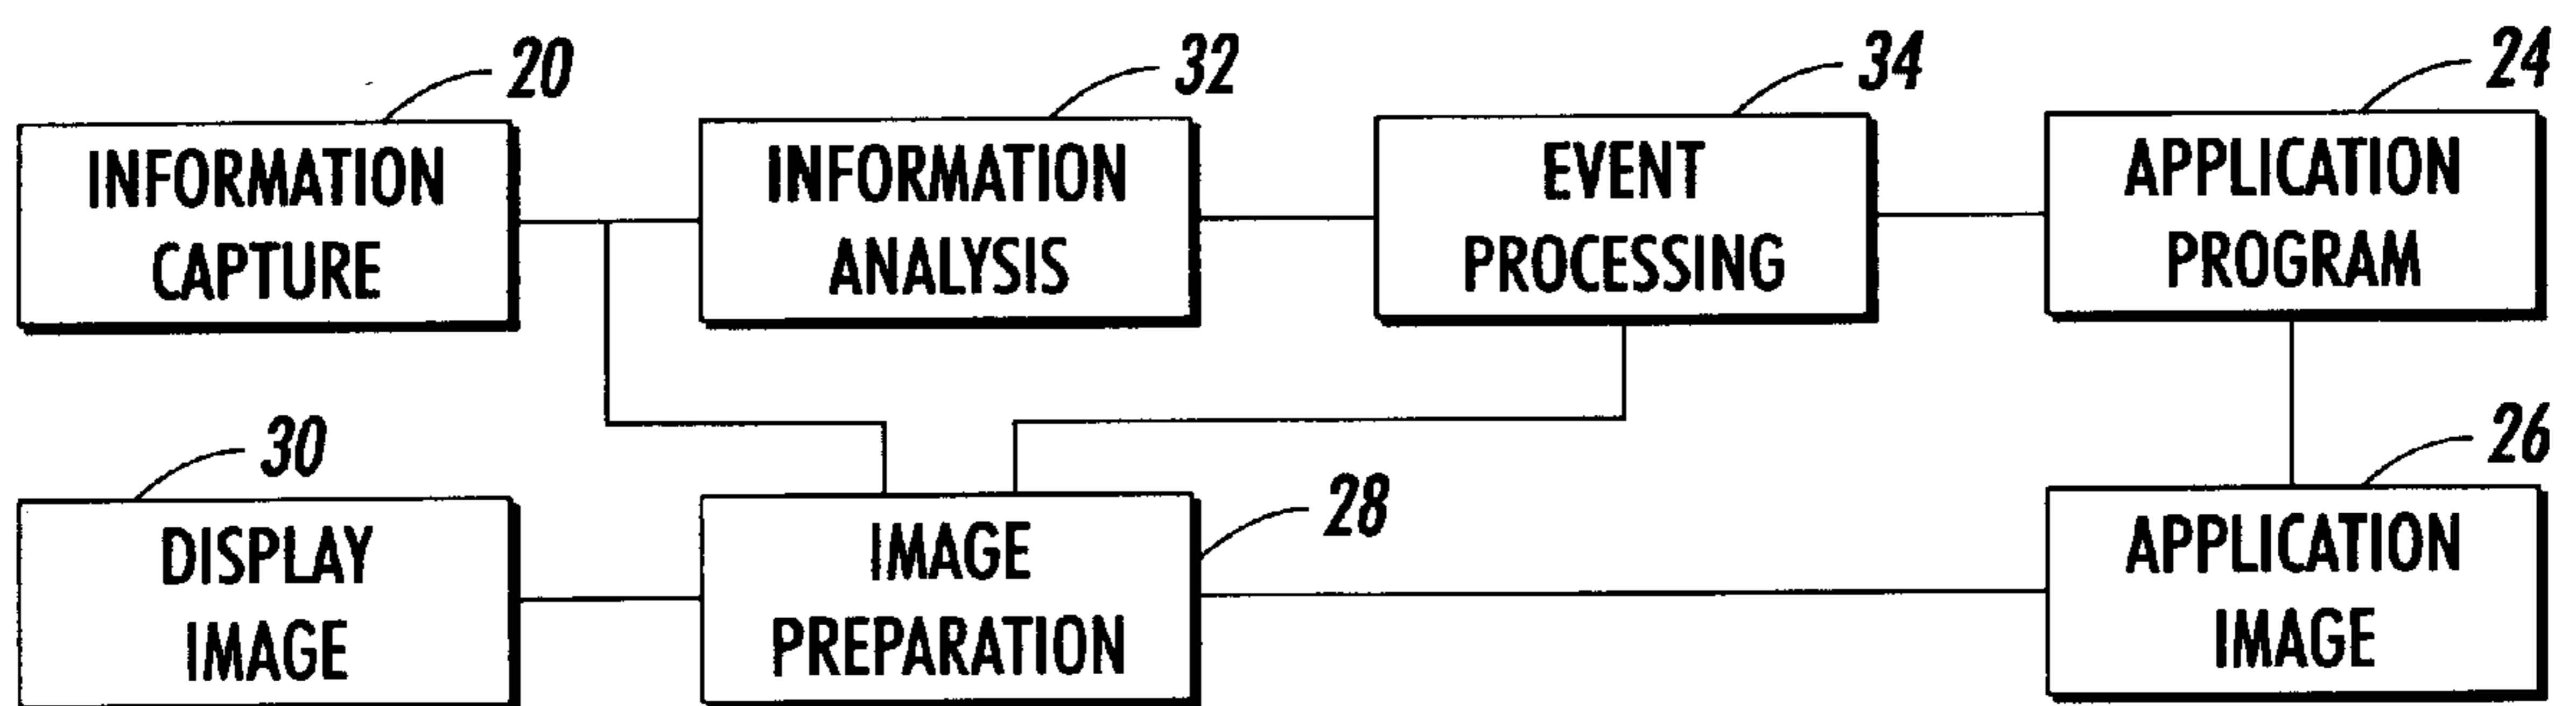 20
INFORMATION
CAPTURE
32
INFORMATION
ANALYSIS
34
EVENT
PROCESSING
24
APPLICATION
PROGRAM
30
DISPLAY
IMAGE
28
IMAGE
PREPARATION
26
APPLICATION
IMAGE